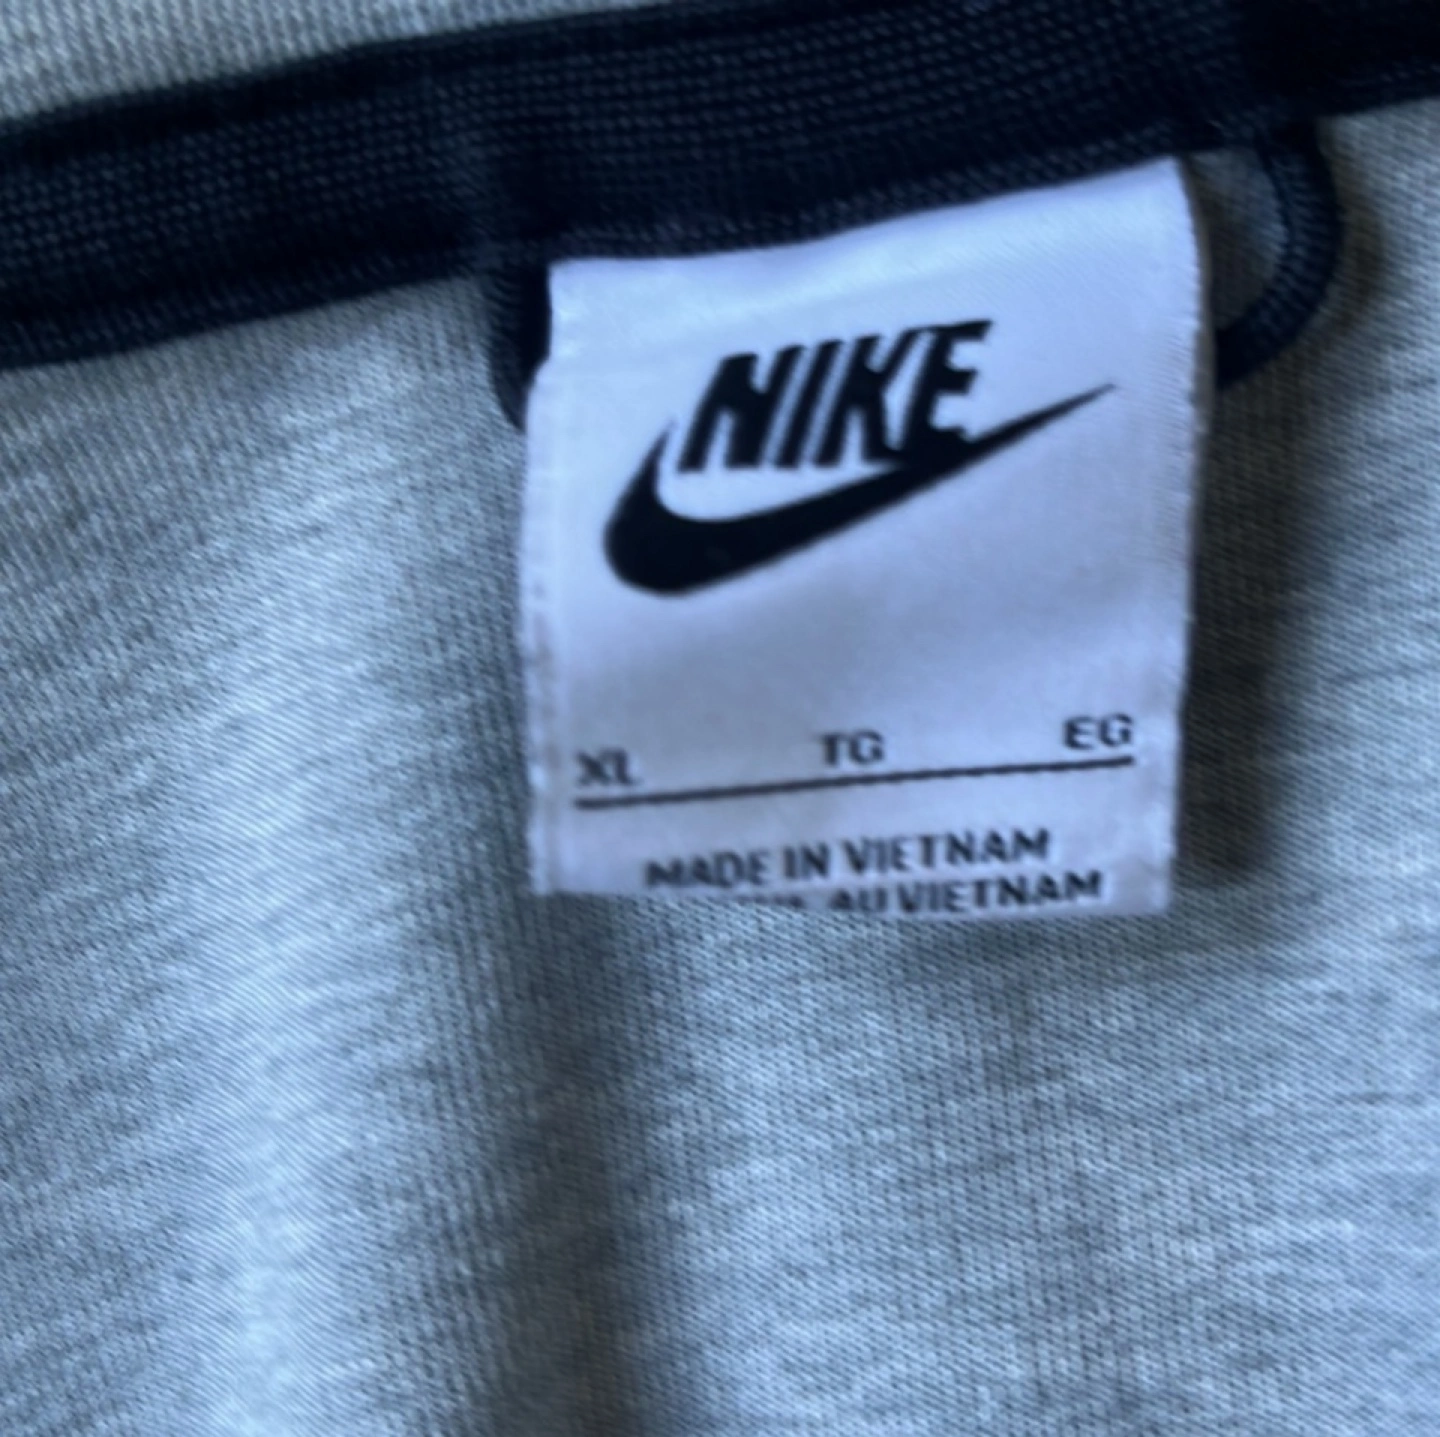 NIKE
XL TG EG
MADE IN VIETNAM
AU VIETNAM